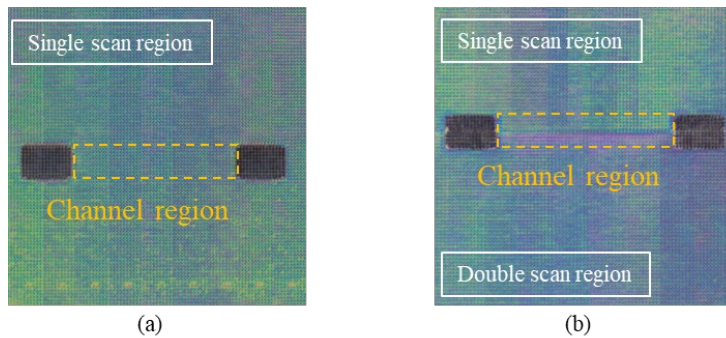 Single scan region
Channel region
(a)
Single scan region
Channel region
Double scan region
(b)